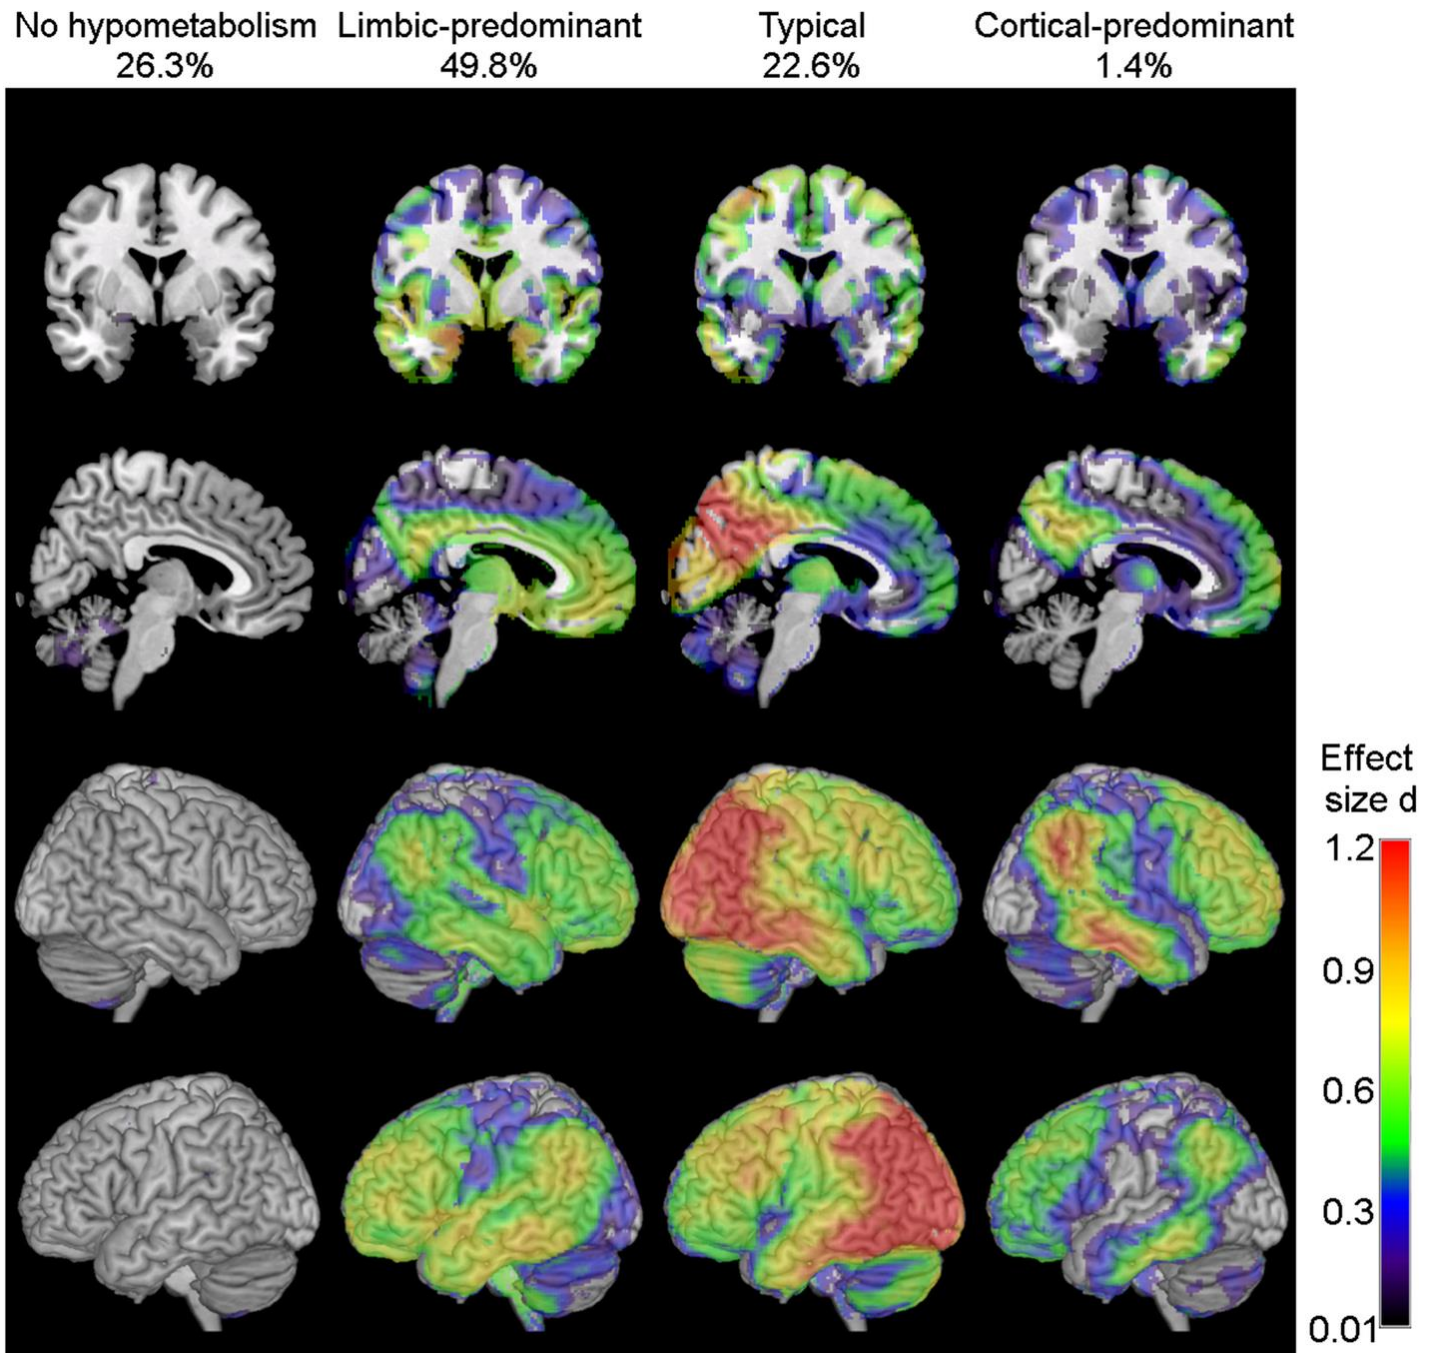 No hypometabolism Limbic-predominant Typical Cortical-predominant
26.3% 49.8% 22.6% 1.4%
Effect
size d
1.2
0.9
0.6
0.3
0.01